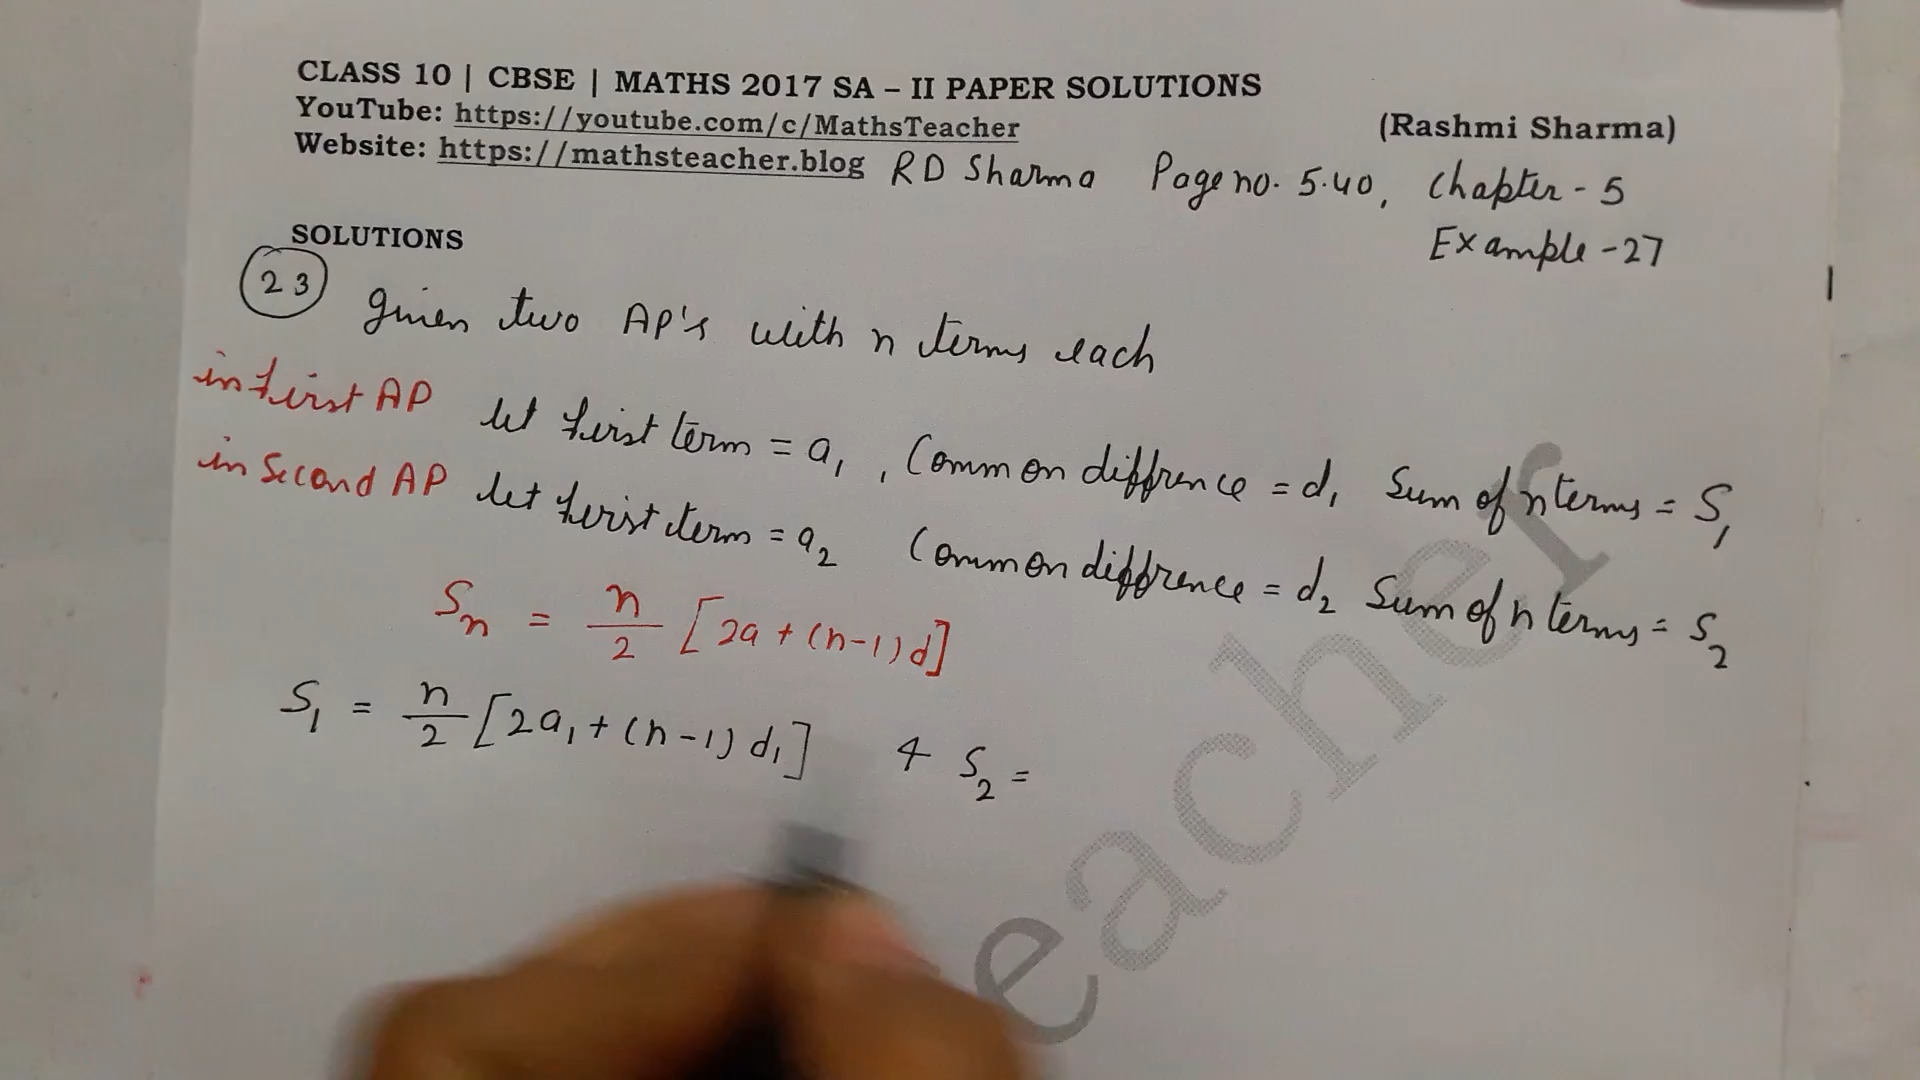 CLASS 10 | CBSE | MATHS 2017 SA – II PAPER SOLUTIONS
YouTube: https://youtube.com/c/MathsTeacher
(Rashmi Sharma)
Website: https://mathsteacher.blog
RD Sharma Page no. 5.40, Chapter - 5
Example - 27
SOLUTIONS
23 given two AP's with n terms each
in first AP let first term = a₁, Common diffrence = d₁ Sum of n terms = S₁
in Second AP let first term = a₂ Common diffrence = d₂ Sum of n terms = S₂
Sₙ = n/2 [2a + (n-1)d]
S₁ = n/2 [2a₁ + (n-1)d₁] & S₂ =
eacher